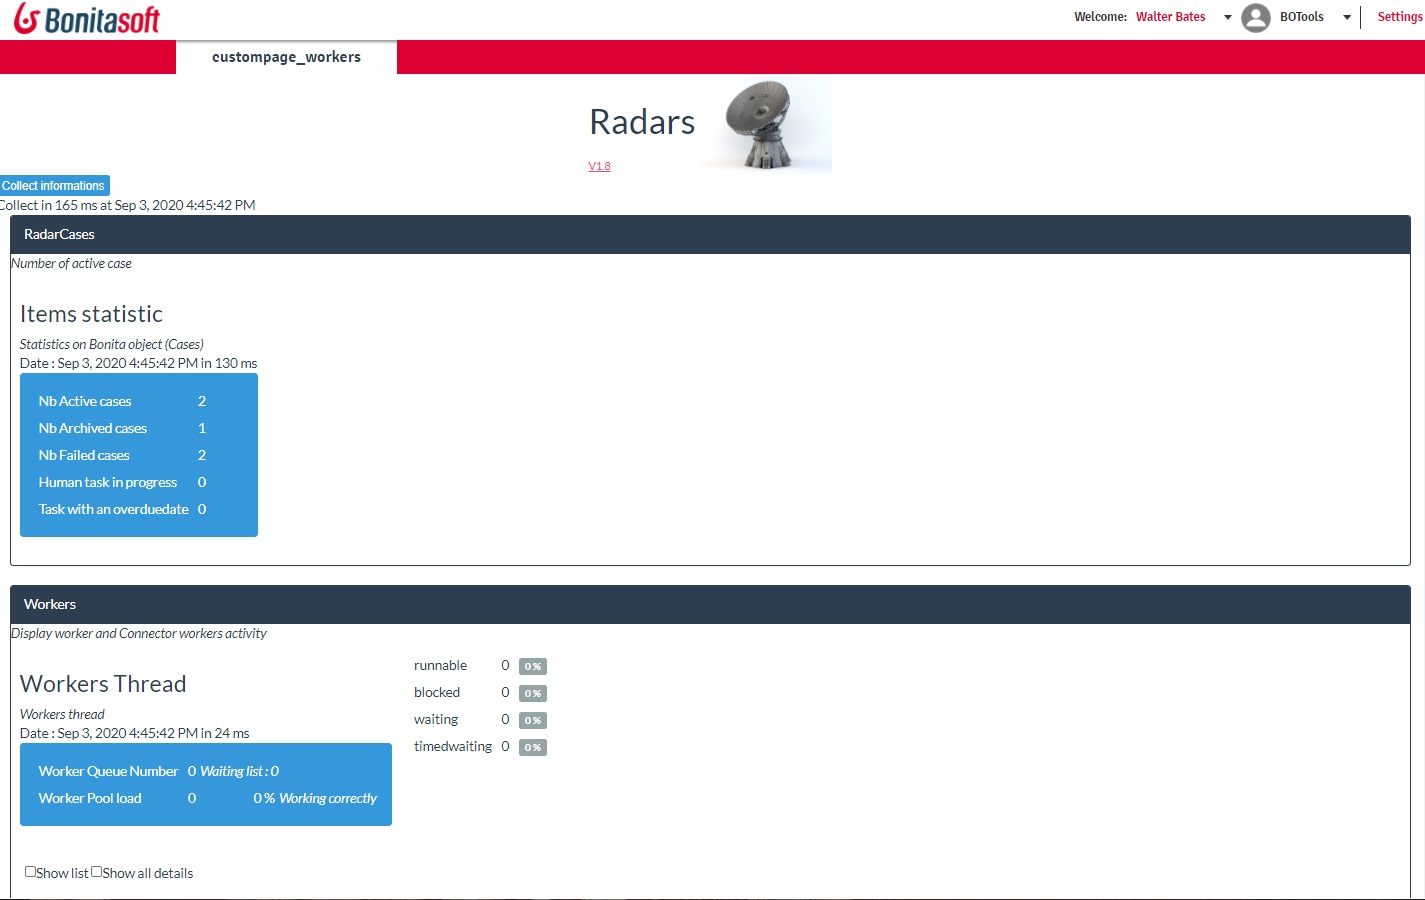 Bonitasoft
Welcome: Walter Bates BOTools Settings
custompage_workers
Radars
V1.8
Collect informations
Collect in 165 ms at Sep 3, 2020 4:45:42 PM
RadarCases
Number of active case
Items statistic
Statistics on Bonita object (Cases)
Date : Sep 3, 2020 4:45:42 PM in 130 ms
Nb Active cases 2
Nb Archived cases 1
Nb Failed cases 2
Human task in progress 0
Task with an overduedate 0
Workers
Display worker and Connector workers activity
Workers Thread
Workers thread
Date : Sep 3, 2020 4:45:42 PM in 24 ms
Worker Queue Number 0 Waiting list : 0
Worker Pool load 0 0 % Working correctly
runnable 0 0 %
blocked 0 0 %
waiting 0 0 %
timedwaiting 0 0 %
Show list Show all details